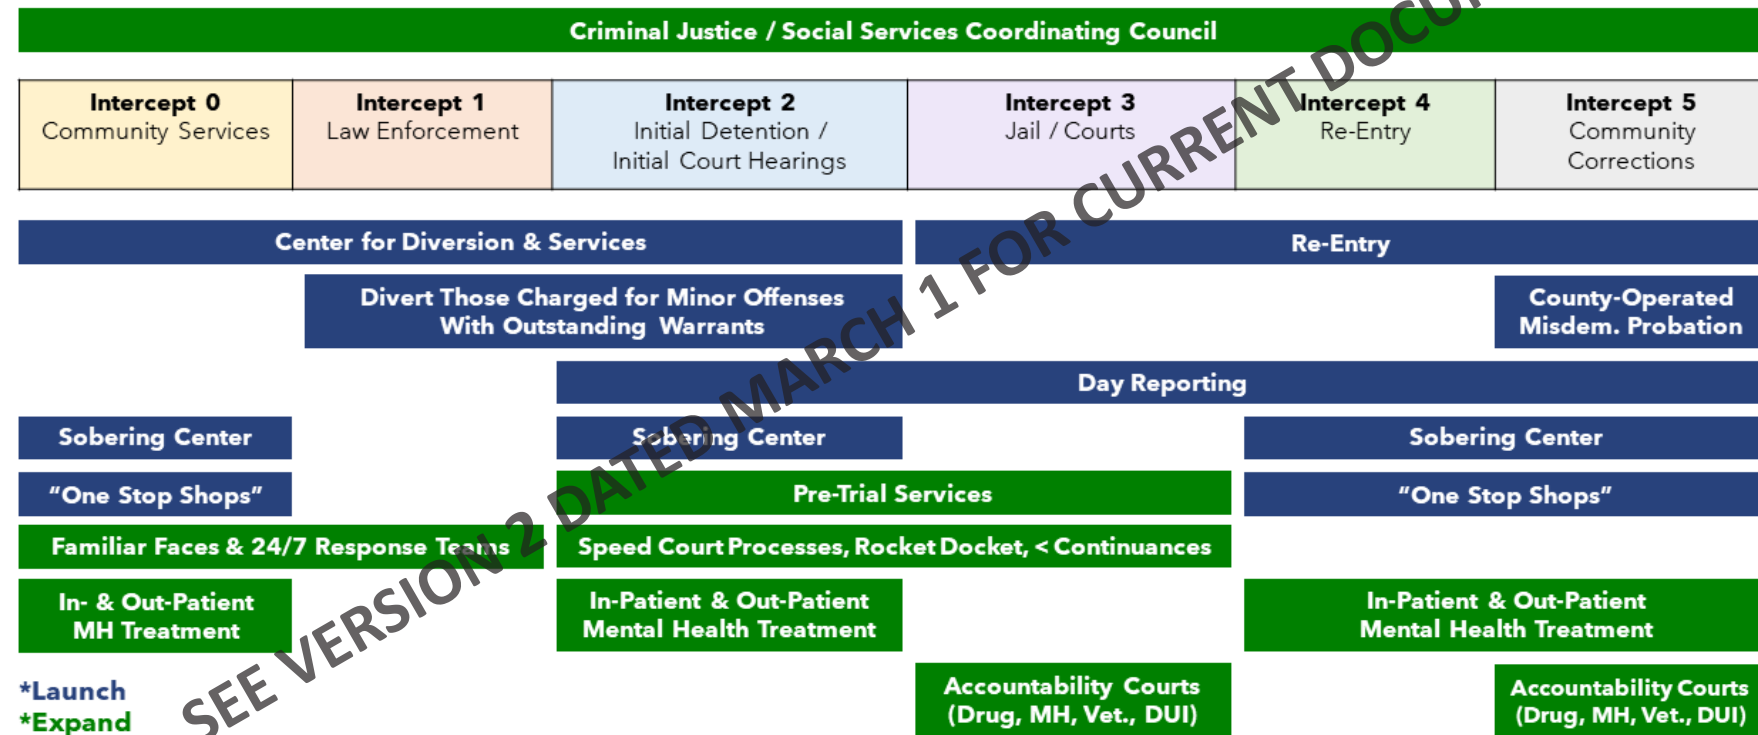 Criminal Justice / Social Services Coordinating Council
Intercept 0
Community Services
Intercept 1
Law Enforcement
Intercept 2
Initial Detention /
Initial Court Hearings
Intercept 3
Jail / Courts
Intercept 4
Re-Entry
Intercept 5
Community
Corrections
Center for Diversion & Services
Re-Entry
Divert Those Charged for Minor Offenses
With Outstanding Warrants
County-Operated
Misdem. Probation
Day Reporting
Sobering Center
Sobering Center
Sobering Center
"One Stop Shops"
Pre-Trial Services
"One Stop Shops"
Familiar Faces & 24/7 Response Teams
Speed Court Processes, Rocket Docket, < Continuances
In- & Out-Patient
MH Treatment
In-Patient & Out-Patient
Mental Health Treatment
In-Patient & Out-Patient
Mental Health Treatment
Accountability Courts
(Drug, MH, Vet., DUI)
Accountability Courts
(Drug, MH, Vet., DUI)
*Launch
*Expand
SEE VERSION 2 DATED MARCH 1 FOR CURRENT